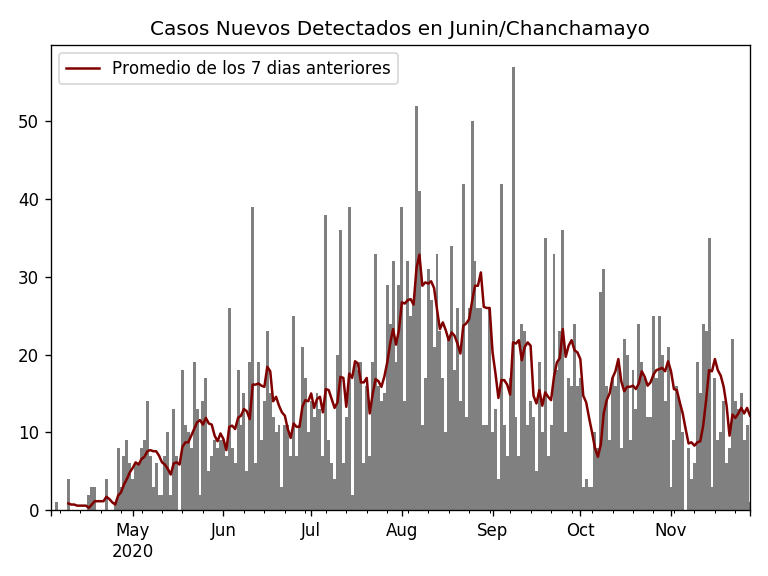 Casos Nuevos Detectados en Junin/Chanchamayo
Promedio de los 7 dias anteriores
50
40
30
20
10
0
May Jun Jul Aug Sep Oct Nov
2020